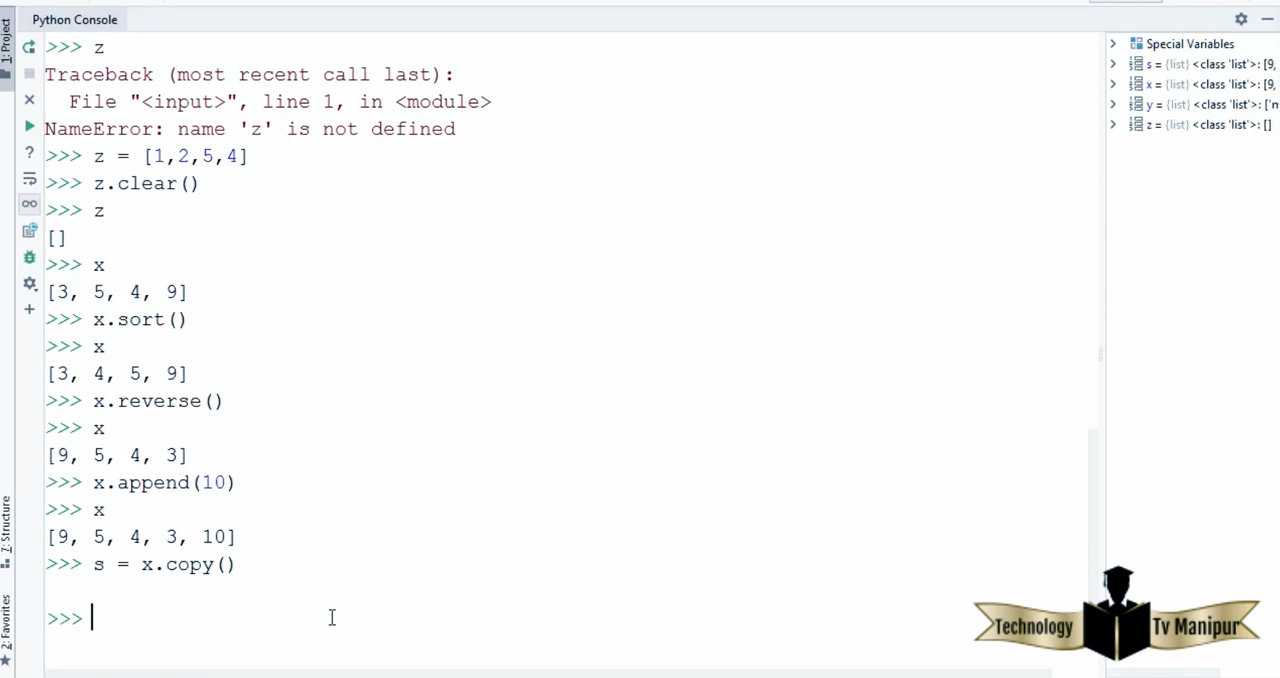 Python Console
1: Project
>>> z
Traceback (most recent call last):
File "<input>", line 1, in <module>
NameError: name 'z' is not defined
>>> z = [1,2,5,4]
>>> z.clear()
>>> z
[]
>>> x
[3, 5, 4, 9]
>>> x.sort()
>>> x
[3, 4, 5, 9]
>>> x.reverse()
>>> x
[9, 5, 4, 3]
>>> x.append(10)
>>> x
[9, 5, 4, 3, 10]
>>> s = x.copy()
>>>
Special Variables
s = {list} <class 'list'>: [9,
x = {list} <class 'list'>: [9,
y = {list} <class 'list'>: ['n
z = {list} <class 'list'>: []
7: Structure
2: Favorites
Technology Tv Manipur